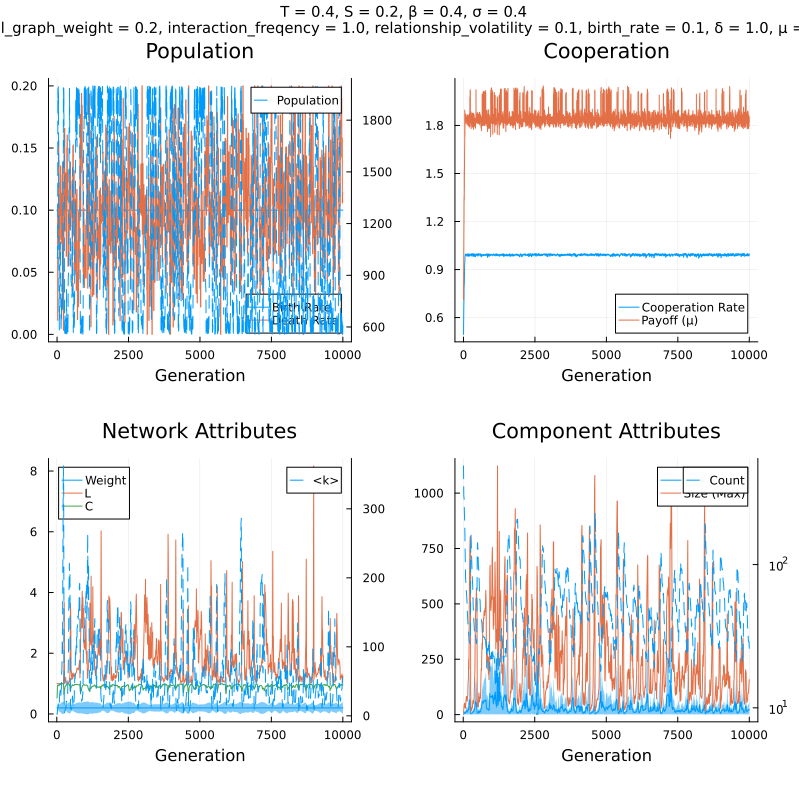 T = 0.4, S = 0.2, β = 0.4, σ = 0.4
l_graph_weight = 0.2, interaction_freqency = 1.0, relationship_volatility = 0.1, birth_rate = 0.1, δ = 1.0, μ =
Population
Cooperation
0.20
0.15
0.10
0.05
0.00
Population
1800
1500
1200
900
600
Birth Rate
Death Rate
0
2500
5000
7500
10000
Generation
1.8
1.5
1.2
0.9
0.6
Cooperation Rate
Payoff (μ)
0
2500
5000
7500
10000
Generation
Network Attributes
Component Attributes
8
6
4
2
0
Weight
L
C
<k>
300
200
100
0
0
2500
5000
7500
10000
Generation
1000
750
500
250
0
Count
Size (Max)
10²
10¹
0
2500
5000
7500
10000
Generation